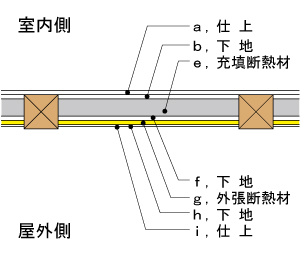 室内側
a, 仕上
b, 下地
e, 充填断熱材
f, 下地
g, 外張断熱材
h, 下地
i, 仕上
屋外側